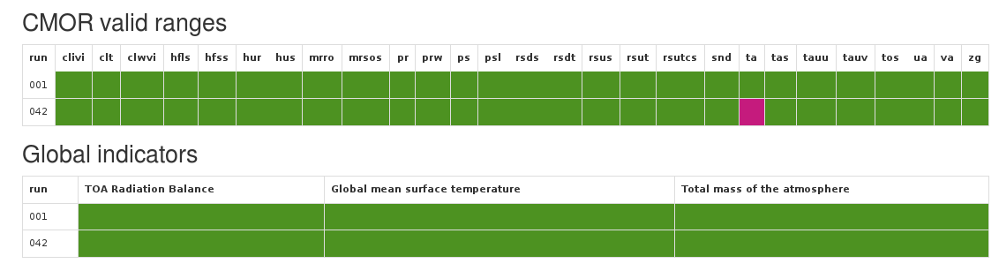 CMOR valid ranges
run clivi clt clwvi hfls hfss hur hus mrro mrsos pr prw ps psl rsds rsdt rsus rsut rsutcs snd ta tas tauu tauv tos ua va zg
001
042
Global indicators
run TOA Radiation Balance Global mean surface temperature Total mass of the atmosphere
001
042